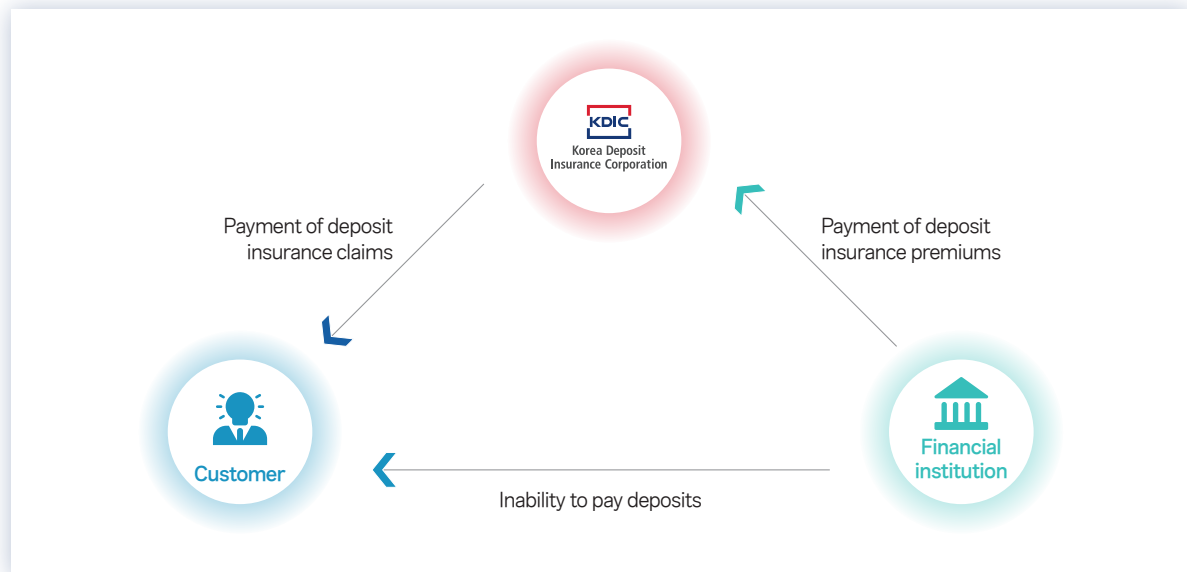 KDIC
Korea Deposit
Insurance Corporation
Payment of deposit
insurance claims
Payment of deposit
insurance premiums
Customer
Financial
institution
Inability to pay deposits